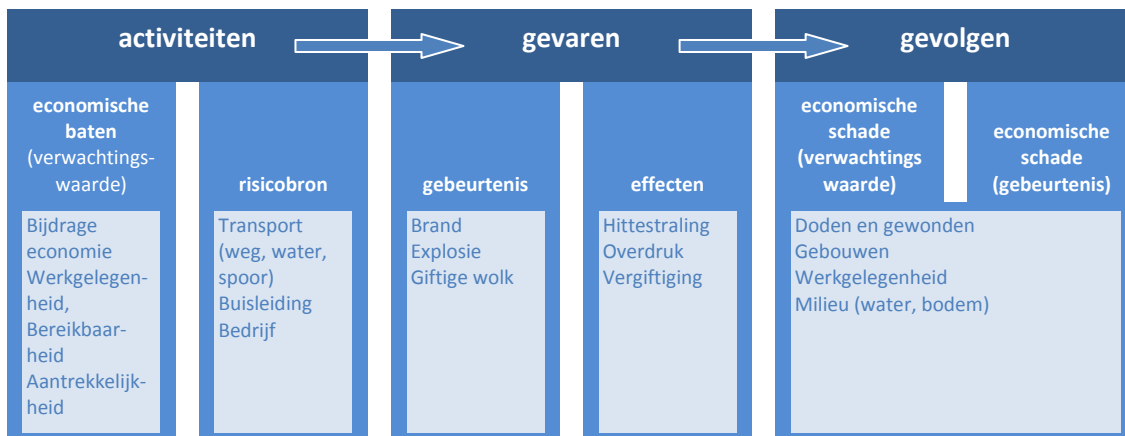 activiteiten
gevaren
gevolgen
economische
baten
(verwachtings-
waarde)
risicobron
gebeurtenis
effecten
economische
schade
(verwachtings
waarde)
economische
schade
(gebeurtenis)
Bijdrage
economie
Werkgelegen-
heid,
Bereikbaar-
heid
Aantrekkelijk-
heid
Transport
(weg, water,
spoor)
Buisleiding
Bedrijf
Brand
Explosie
Giftige wolk
Hittestraling
Overdruk
Vergiftiging
Doden en gewonden
Gebouwen
Werkgelegenheid
Milieu (water, bodem)